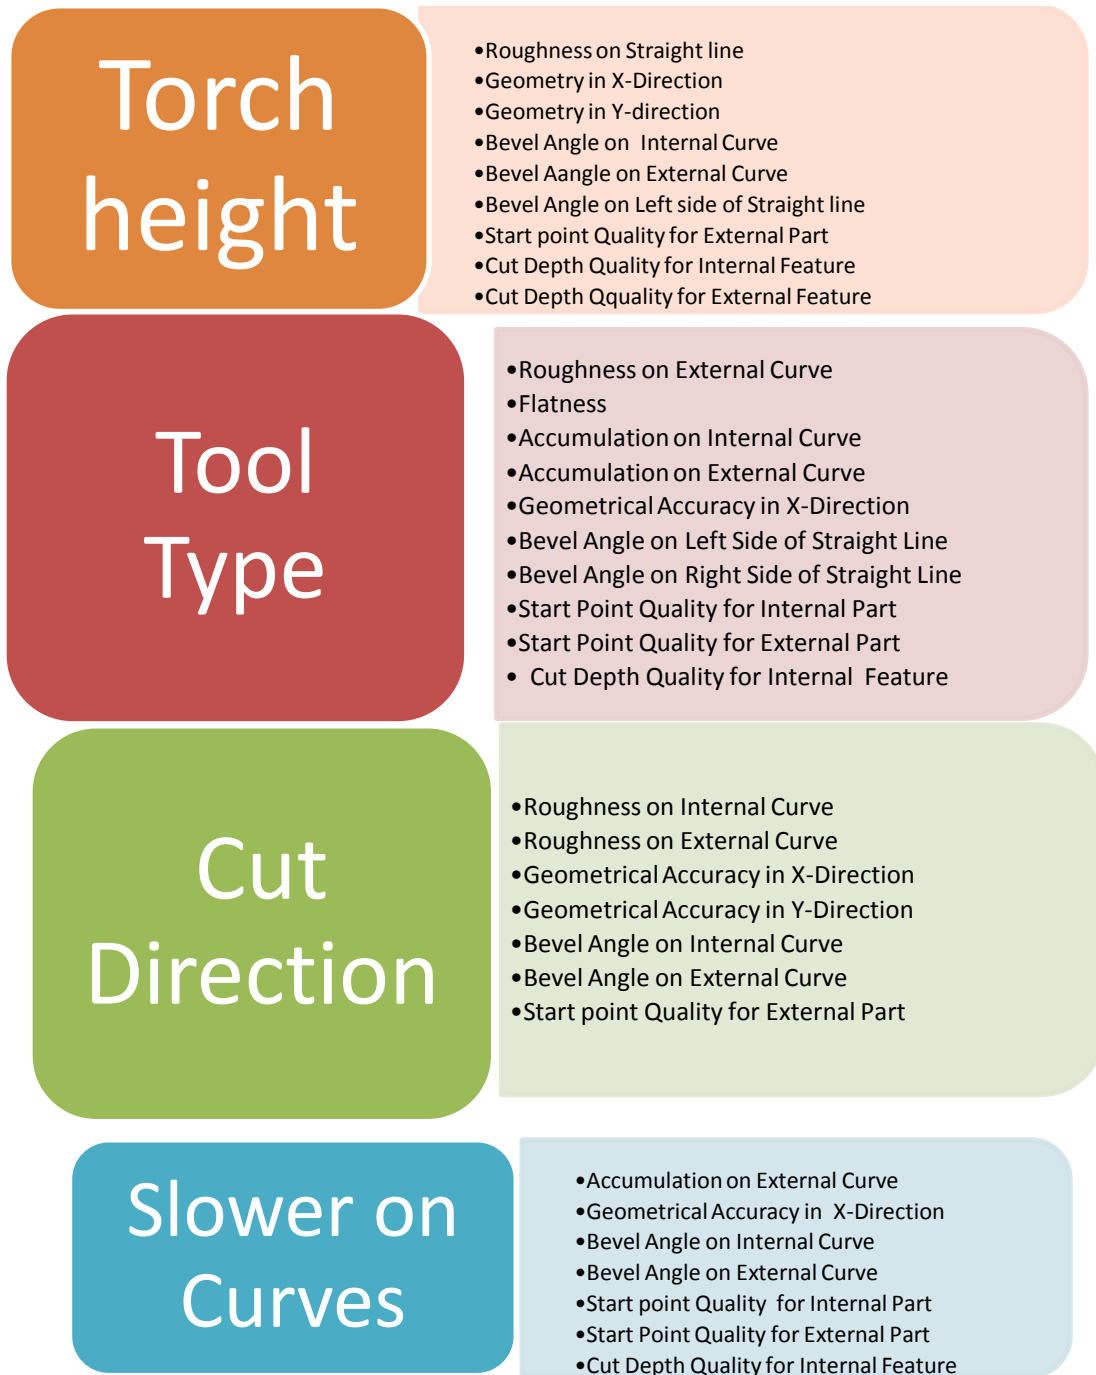 Torch
height
•Roughness on Straight line
•Geometry in X-Direction
•Geometry in Y-direction
•Bevel Angle on Internal Curve
•Bevel Aangle on External Curve
•Bevel Angle on Left side of Straight line
•Start point Quality for External Part
•Cut Depth Quality for Internal Feature
•Cut Depth Qquality for External Feature
Tool
Type
•Roughness on External Curve
•Flatness
•Accumulation on Internal Curve
•Accumulation on External Curve
•Geometrical Accuracy in X-Direction
•Bevel Angle on Left Side of Straight Line
•Bevel Angle on Right Side of Straight Line
•Start Point Quality for Internal Part
•Start Point Quality for External Part
• Cut Depth Quality for Internal Feature
Cut
Direction
•Roughness on Internal Curve
•Roughness on External Curve
•Geometrical Accuracy in X-Direction
•Geometrical Accuracy in Y-Direction
•Bevel Angle on Internal Curve
•Bevel Angle on External Curve
•Start point Quality for External Part
Slower on
Curves
•Accumulation on External Curve
•Geometrical Accuracy in X-Direction
•Bevel Angle on Internal Curve
•Bevel Angle on External Curve
•Start point Quality for Internal Part
•Start Point Quality for External Part
•Cut Depth Quality for Internal Feature